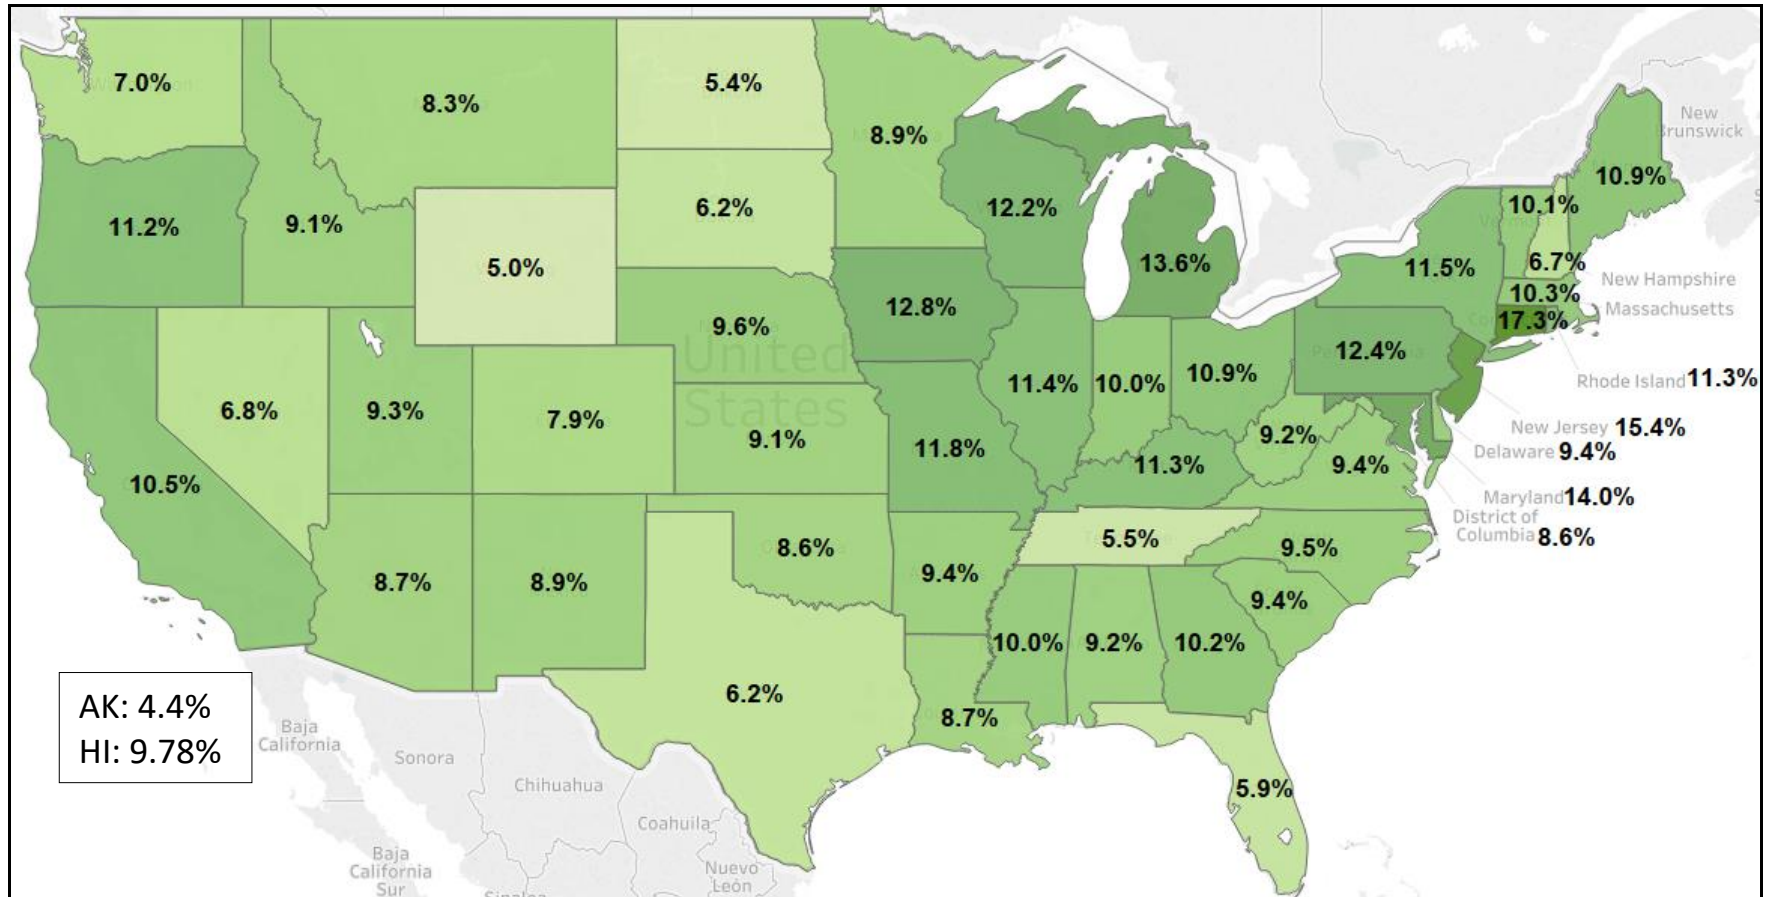 7.0%
8.3%
5.4%
8.9%
11.2%
9.1%
5.0%
6.2%
12.2%
13.6%
10.9%
10.1%
6.7%
11.5%
10.3%
17.3%
12.4%
12.8%
9.6%
6.8%
9.3%
7.9%
9.1%
11.8%
11.4%
10.0%
10.9%
9.2%
9.4%
11.3%
10.5%
8.7%
8.9%
8.6%
9.4%
5.5%
9.5%
9.4%
10.0%
9.2%
10.2%
6.2%
8.7%
5.9%
New
Brunswick
New Hampshire
Massachusetts
Rhode Island 11.3%
New Jersey 15.4%
Delaware 9.4%
Maryland 14.0%
District of
Columbia 8.6%
United
States
AK: 4.4%
HI: 9.78%
Baja
California
Sonora
Chihuahua
Coahuila
Baja
California
Sur
Nuevo
León